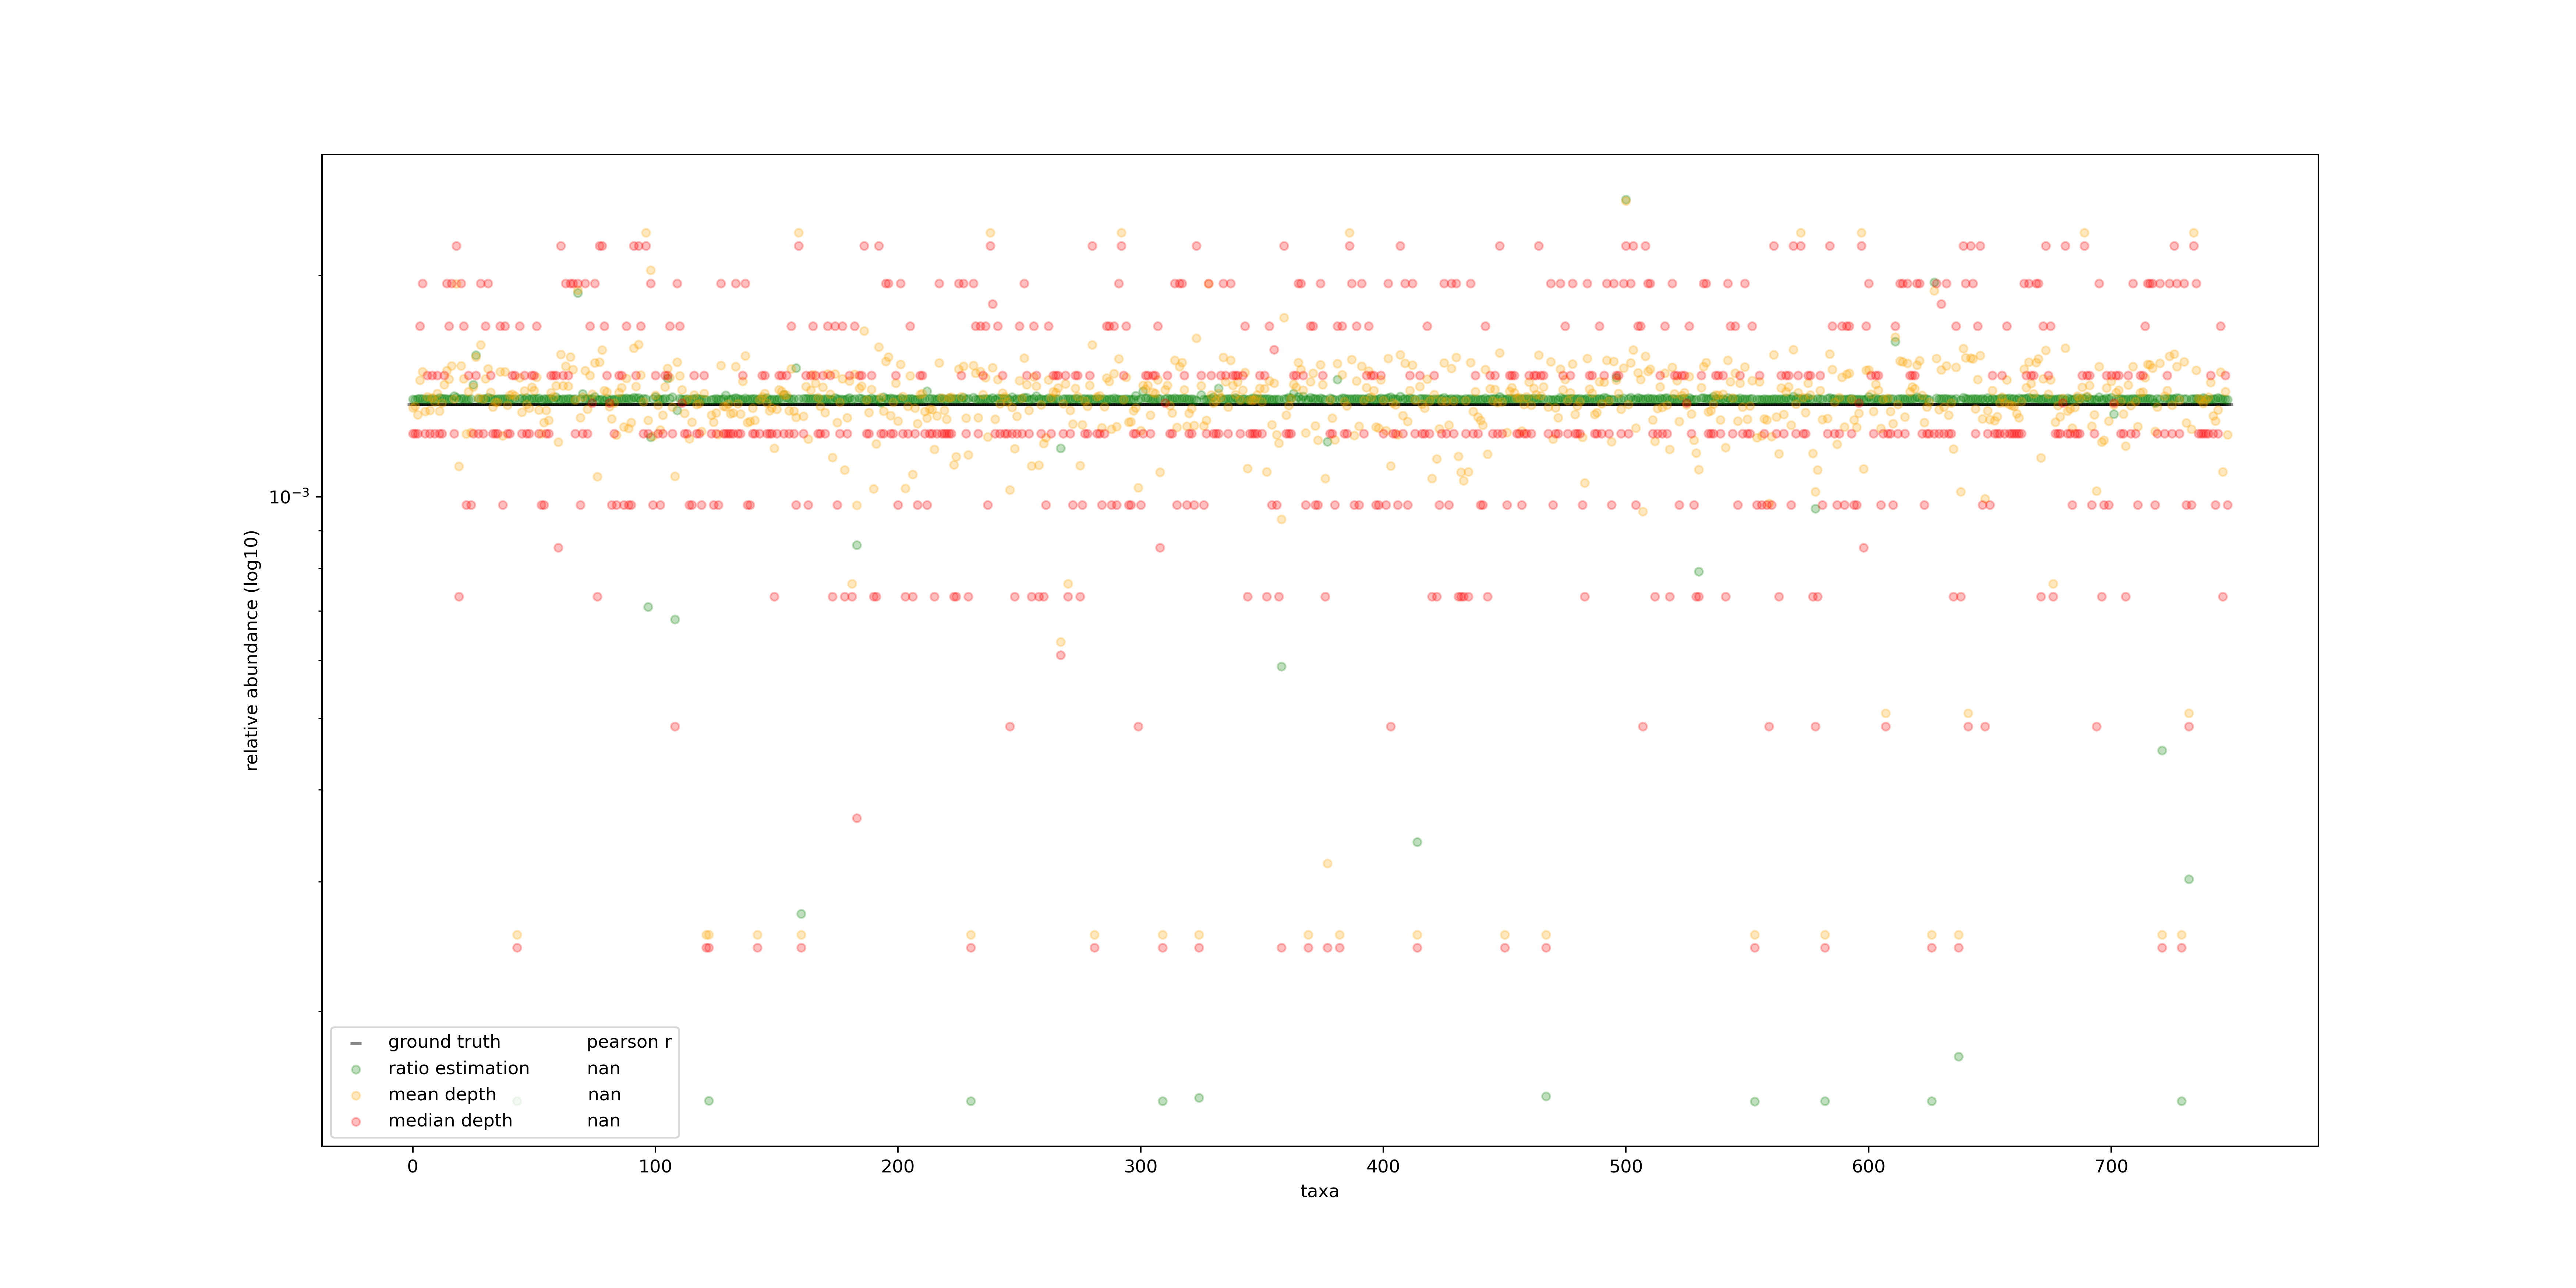 relative abundance (log10)
10⁻³
ground truth pearson r
ratio estimation nan
mean depth nan
median depth nan
0 100 200 300 400 500 600 700
taxa